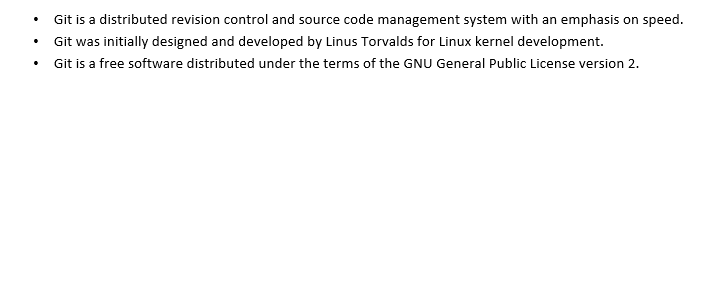 • Git is a distributed revision control and source code management system with an emphasis on speed.
• Git was initially designed and developed by Linus Torvalds for Linux kernel development.
• Git is a free software distributed under the terms of the GNU General Public License version 2.